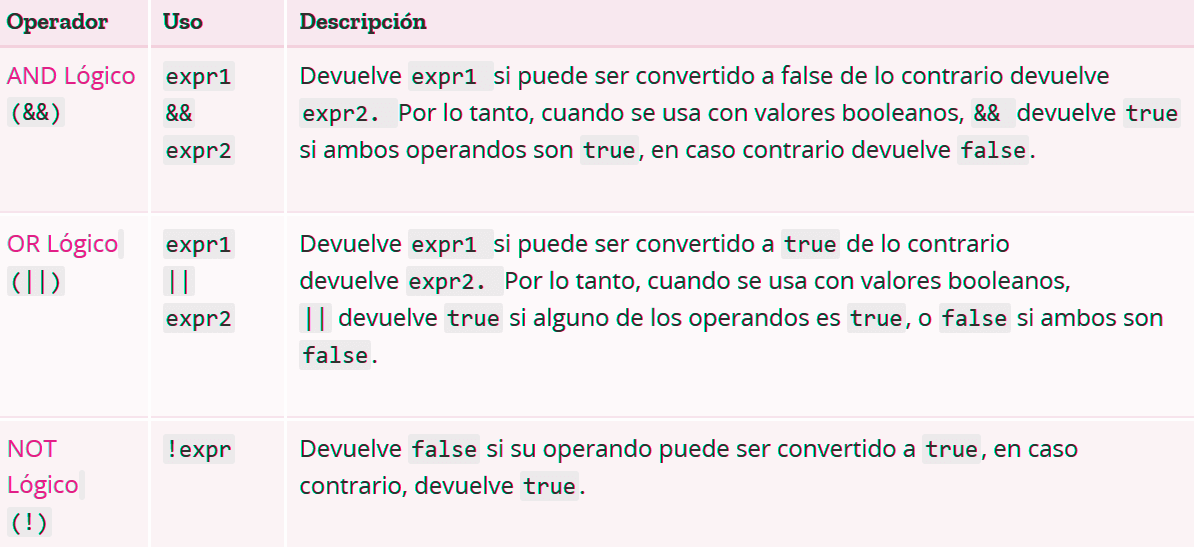 Operador Uso Descripción
AND Lógico
(&&)
expr1
&&
expr2
Devuelve expr1 si puede ser convertido a false de lo contrario devuelve
expr2. Por lo tanto, cuando se usa con valores booleanos, && devuelve true
si ambos operandos son true, en caso contrario devuelve false.
OR Lógico
(||)
expr1
||
expr2
Devuelve expr1 si puede ser convertido a true de lo contrario
devuelve expr2. Por lo tanto, cuando se usa con valores booleanos,
|| devuelve true si alguno de los operandos es true, o false si ambos son
false.
NOT
Lógico
(!)
!expr
Devuelve false si su operando puede ser convertido a true, en caso
contrario, devuelve true.